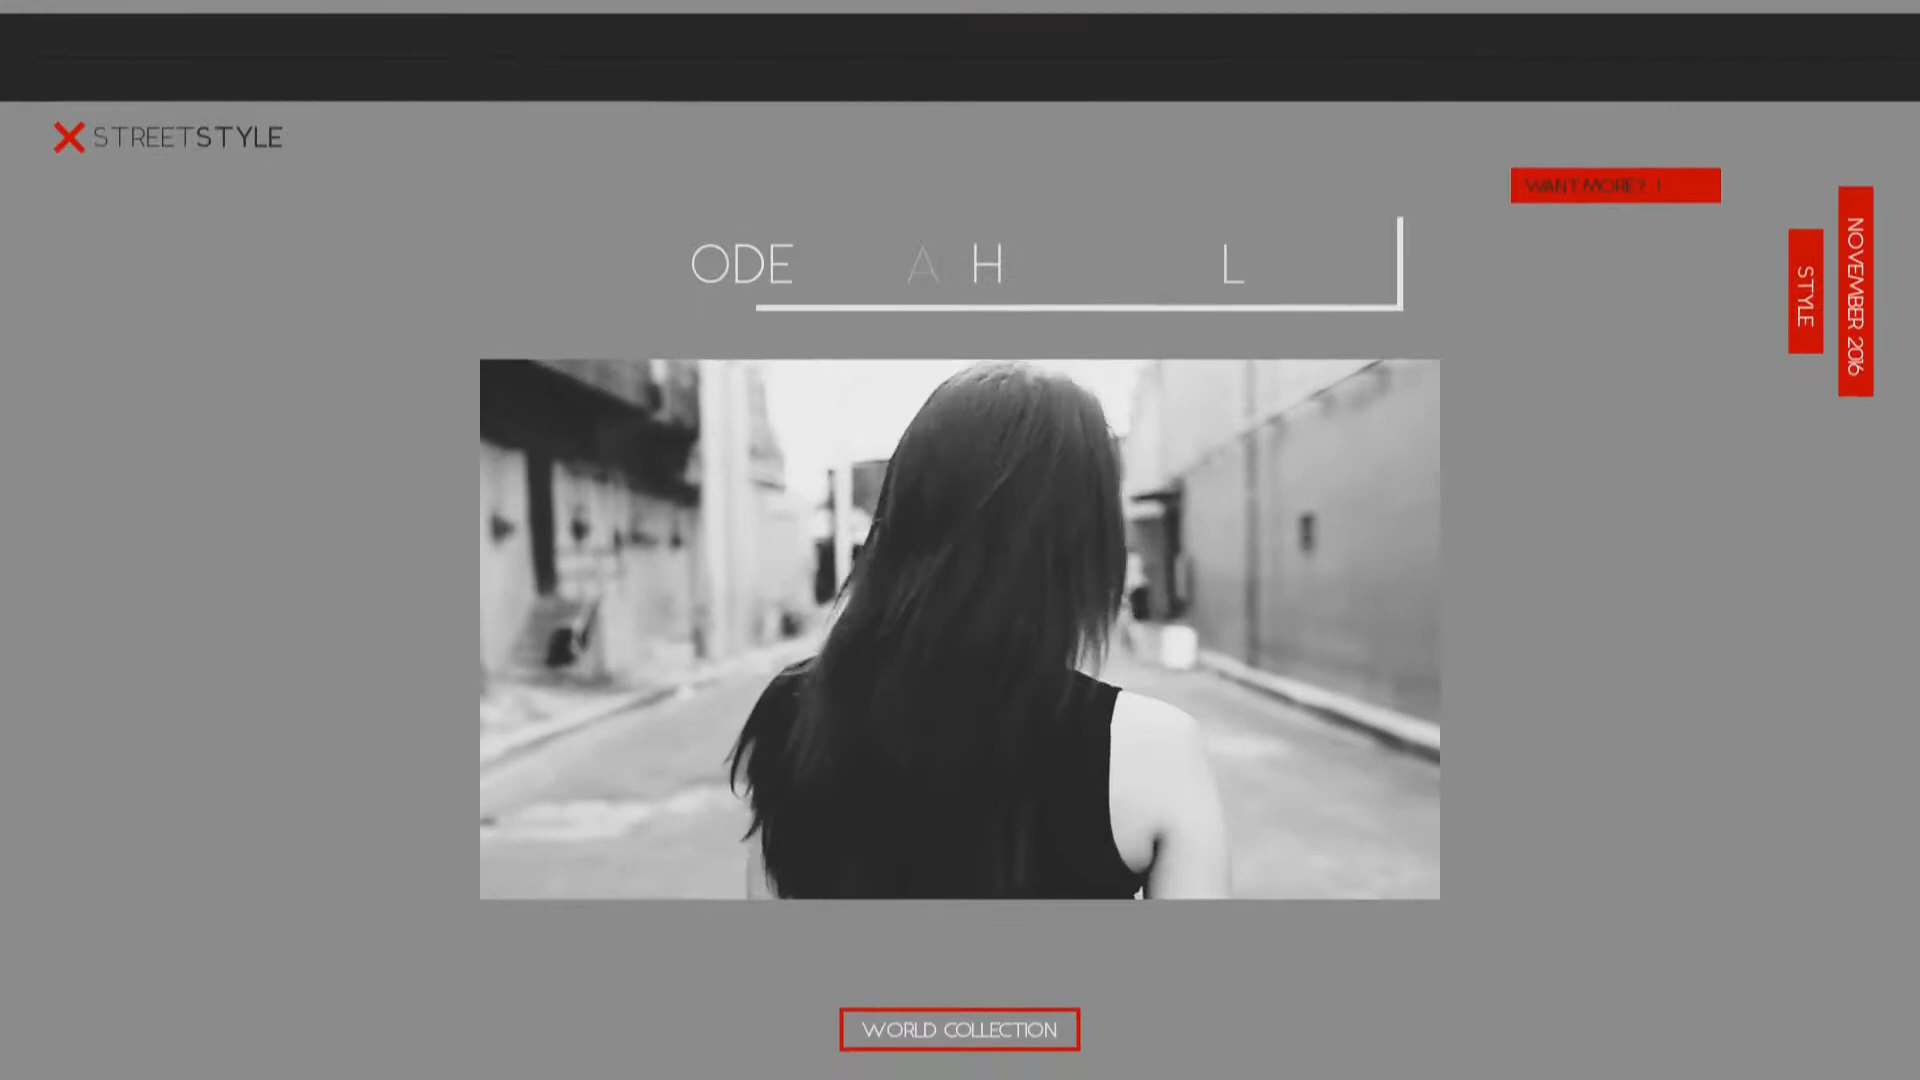 STREETSTYLE
WANT MORE?
ODE A H L
STYLE
NOVEMBER 2016
WORLD COLLECTION